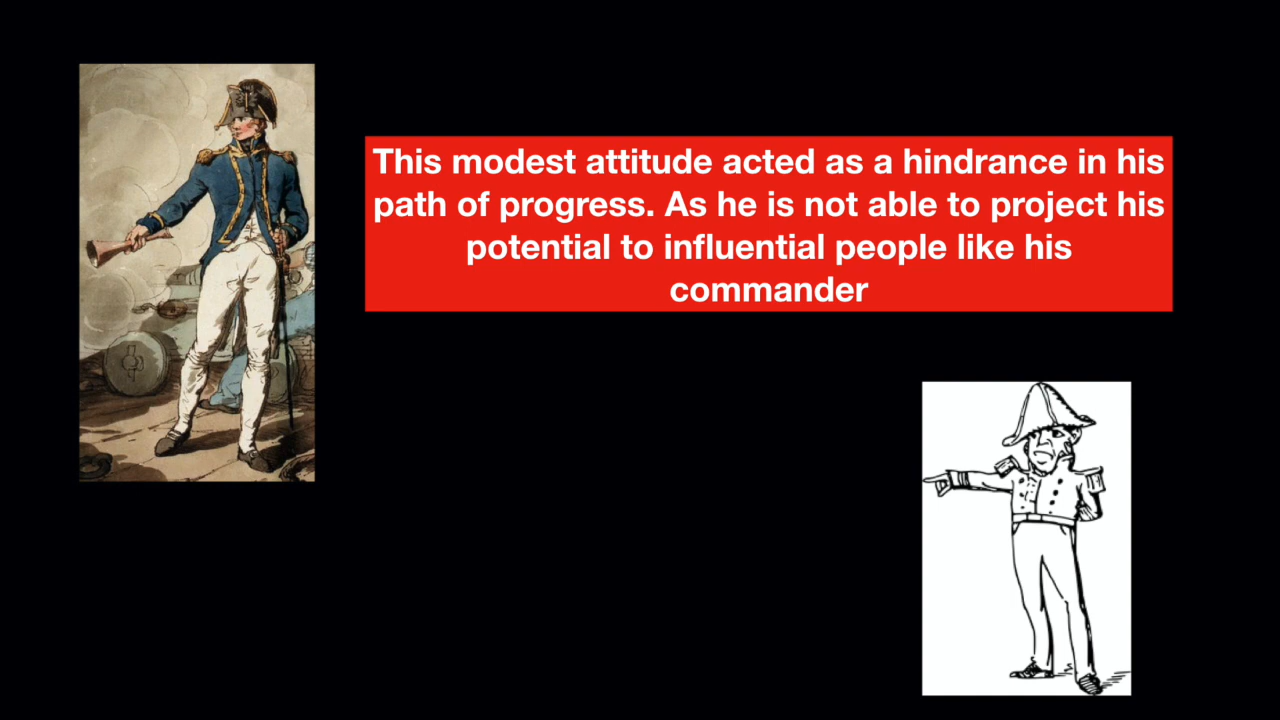 This modest attitude acted as a hindrance in his
path of progress. As he is not able to project his
potential to influential people like his
commander